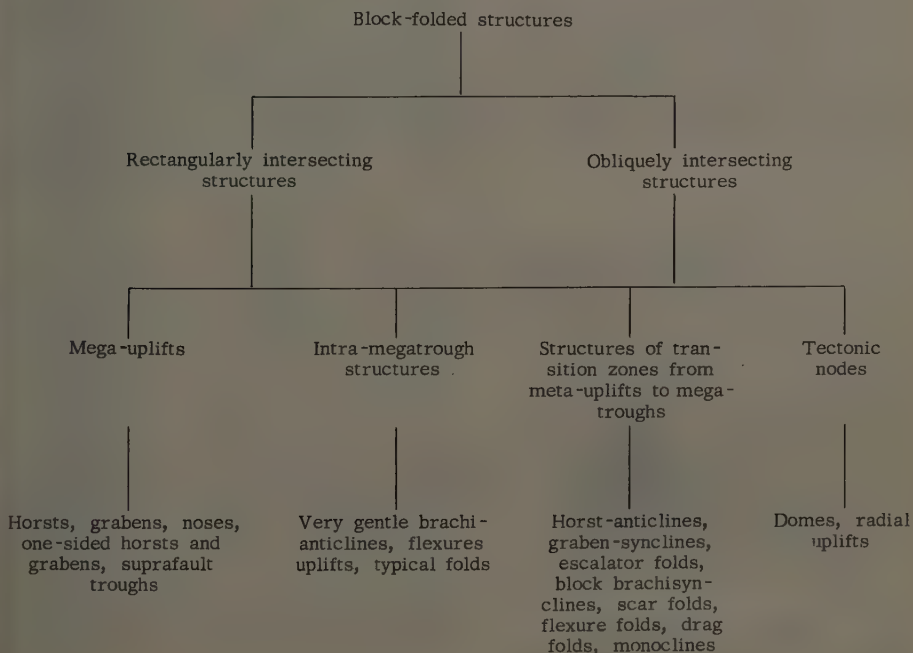 Block-folded structures
Rectangularly intersecting
structures
Obliquely intersecting
structures
Mega-uplifts
Intra-megatrough
structures
Structures of tran-
sition zones from
meta-uplifts to mega-
troughs
Tectonic
nodes
Horsts, grabens, noses,
one-sided horsts and
grabens, suprafault
troughs
Very gentle brachi-
anticlines, flexures
uplifts, typical folds
Horst-anticlines,
graben-synclines,
escalator folds,
block brachisyn-
clines, scar folds,
flexure folds, drag
folds, monoclines
Domes, radial
uplifts